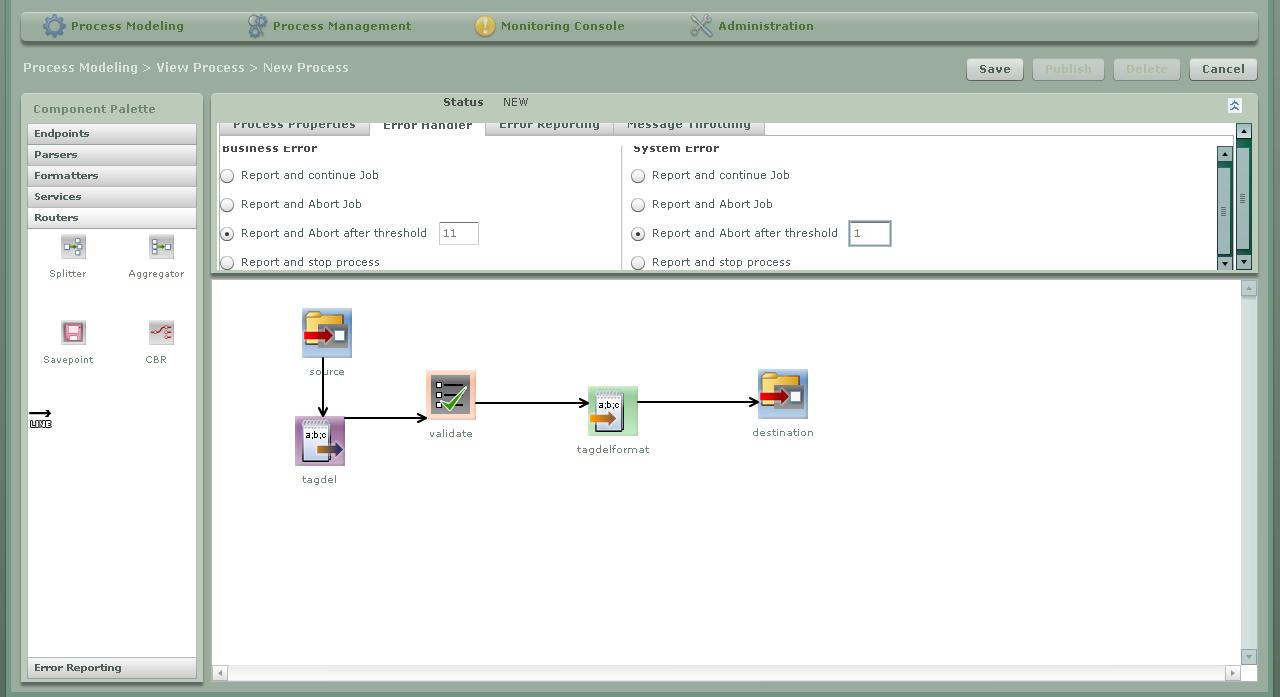 Process Modeling Process Management Monitoring Console Administration
Process Modeling > View Process > New Process
Save Publish Delete Cancel
Component Palette
Endpoints
Parsers
Formatters
Services
Routers
Splitter Aggregator
Savepoint CBR
LINE
Error Reporting
Status NEW
Process Properties Error Handler Error Reporting Message Throttling
Business Error
Report and continue Job
Report and Abort Job
Report and Abort after threshold 11
Report and stop process
System Error
Report and continue Job
Report and Abort Job
Report and Abort after threshold 1
Report and stop process
source
a;b;c
tagdel
validate
a;b;c
tagdelformat
destination